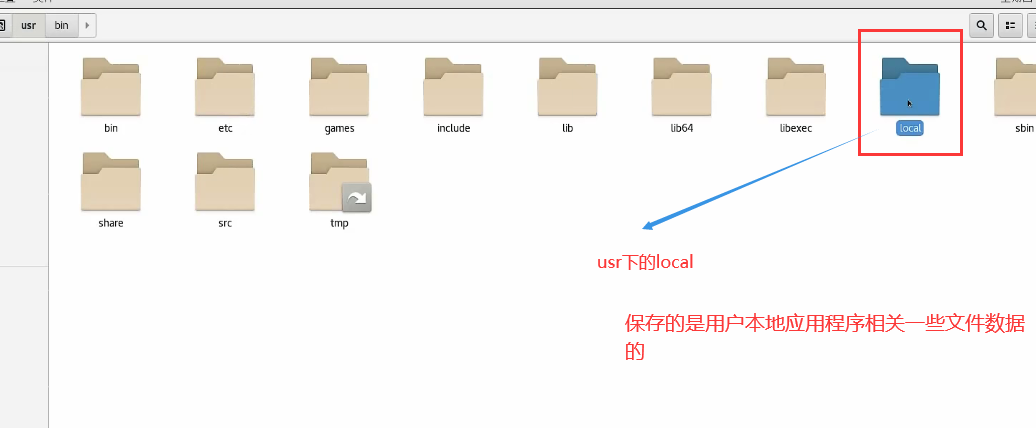 usr bin
bin etc games include lib lib64 libexec local sbin
share src tmp
usr下的local
保存的是用户本地应用程序相关一些文件数据
的